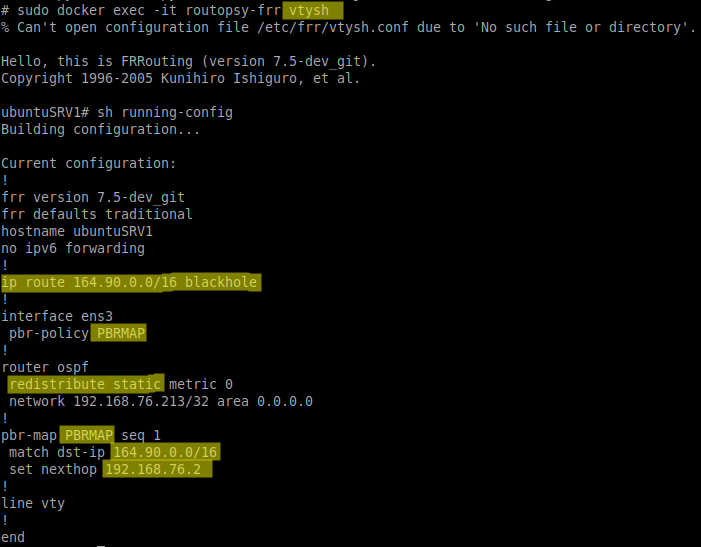 # sudo docker exec -it routopsy-frr vtysh
% Can't open configuration file /etc/frr/vtysh.conf due to 'No such file or directory'.
Hello, this is FRRouting (version 7.5-dev_git).
Copyright 1996-2005 Kunihiro Ishiguro, et al.
ubuntuSRV1# sh running-config
Building configuration...
Current configuration:
!
frr version 7.5-dev_git
frr defaults traditional
hostname ubuntuSRV1
no ipv6 forwarding
!
ip route 164.90.0.0/16 blackhole
!
interface ens3
 pbr-policy PBRMAP
!
router ospf
 redistribute static metric 0
 network 192.168.76.213/32 area 0.0.0.0
!
pbr-map PBRMAP seq 1
 match dst-ip 164.90.0.0/16
 set nexthop 192.168.76.2
!
line vty
!
end